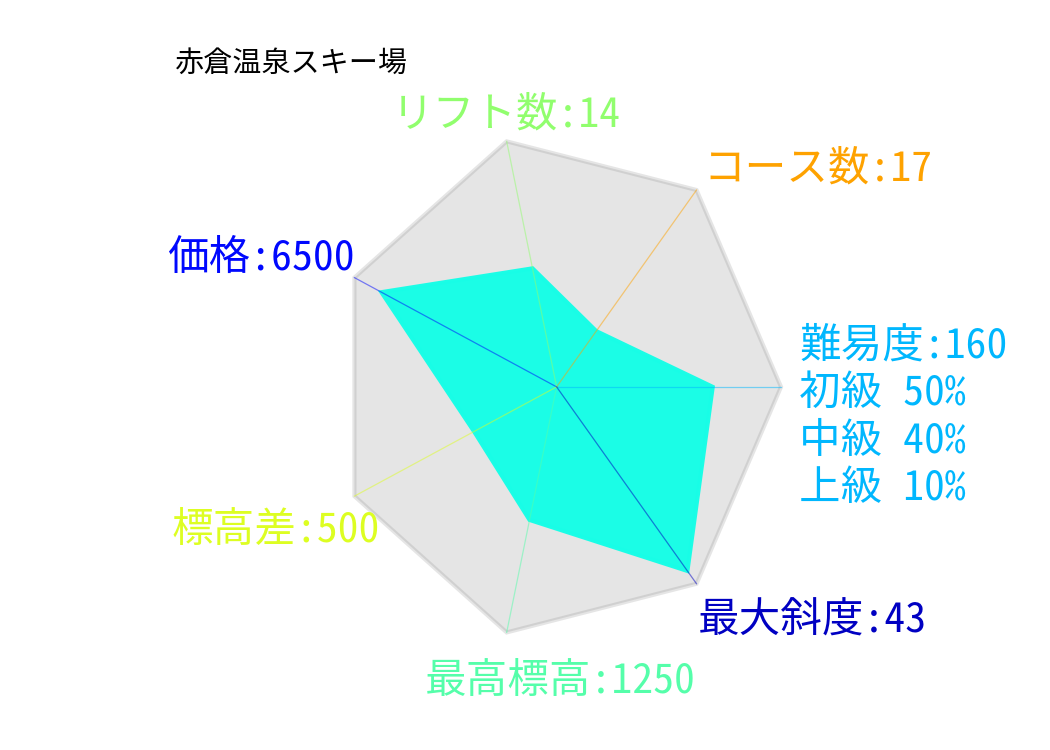 赤倉温泉スキー場
リフト数:14
コース数:17
価格:6500
難易度:160
初級 50%
中級 40%
上級 10%
標高差:500
最大斜度:43
最高標高:1250